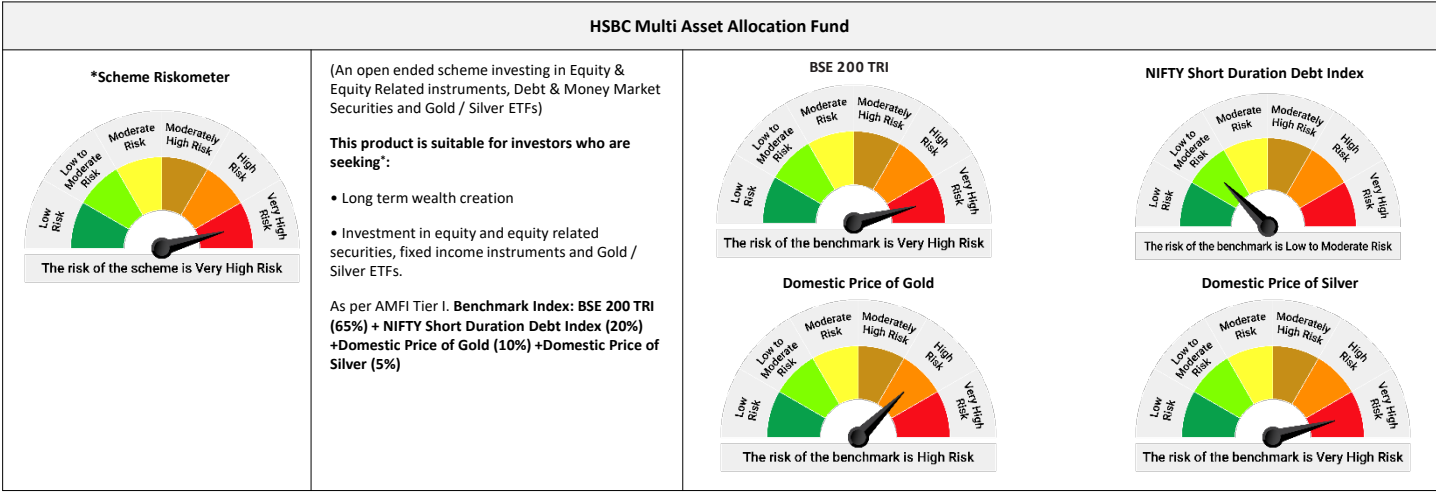 HSBC Multi Asset Allocation Fund
*Scheme Riskometer
Low
Risk
Low to
Moderate
Risk
Moderate
Risk
Moderately
High Risk
High
Risk
Very High
Risk
The risk of the scheme is Very High Risk
(An open ended scheme investing in Equity &
Equity Related instruments, Debt & Money Market
Securities and Gold / Silver ETFs)
This product is suitable for investors who are
seeking*:
• Long term wealth creation
• Investment in equity and equity related
securities, fixed income instruments and Gold /
Silver ETFs.
As per AMFI Tier I. Benchmark Index: BSE 200 TRI
(65%) + NIFTY Short Duration Debt Index (20%)
+Domestic Price of Gold (10%) +Domestic Price of
Silver (5%)
BSE 200 TRI
Low
Risk
Low to
Moderate
Risk
Moderate
Risk
Moderately
High Risk
High
Risk
Very High
Risk
The risk of the benchmark is Very High Risk
NIFTY Short Duration Debt Index
Low
Risk
Low to
Moderate
Risk
Moderate
Risk
Moderately
High Risk
High
Risk
Very High
Risk
The risk of the benchmark is Low to Moderate Risk
Domestic Price of Gold
Low
Risk
Low to
Moderate
Risk
Moderate
Risk
Moderately
High Risk
High
Risk
Very High
Risk
The risk of the benchmark is High Risk
Domestic Price of Silver
Low
Risk
Low to
Moderate
Risk
Moderate
Risk
Moderately
High Risk
High
Risk
Very High
Risk
The risk of the benchmark is Very High Risk